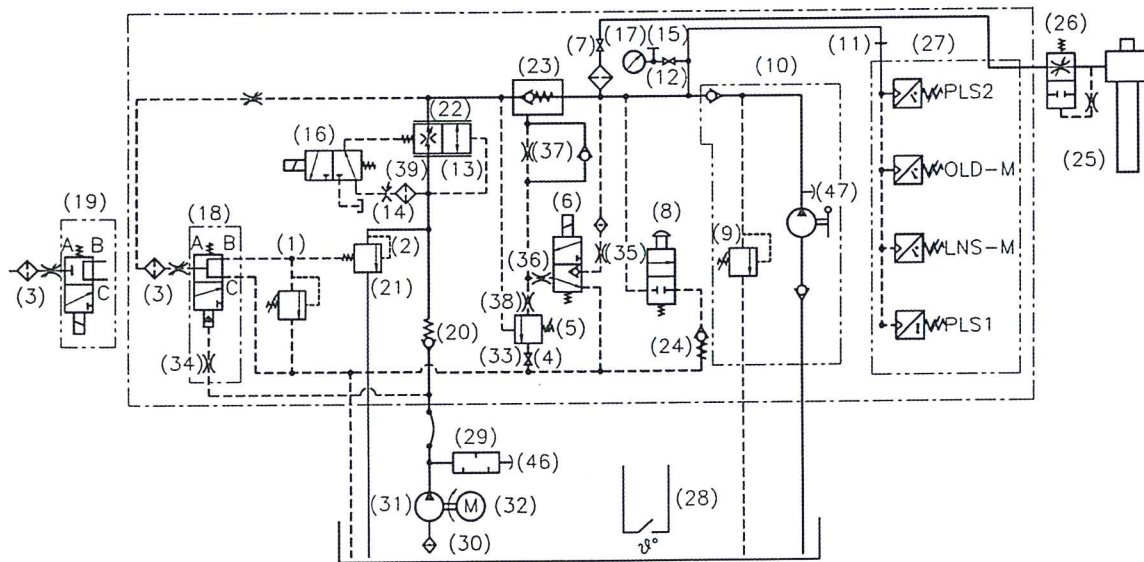 (7) (17) (15) (26)
(11) (27)
(12)
(23) (10)
PLS2
(22)
(16)
(13)
(37)
(39)
(25)
OLD-M
(14)
(47)
(19) (18) (6)
(8)
A B A B (1) (2) (9)
(35)
LNS-M
(36)
C C
(3) (3) (21)
(38)
(5)
PLS1
(20)
(24)
(34) (33) (4)
(29)
(46)
(31) M (32) (28)
(30) ϑ°